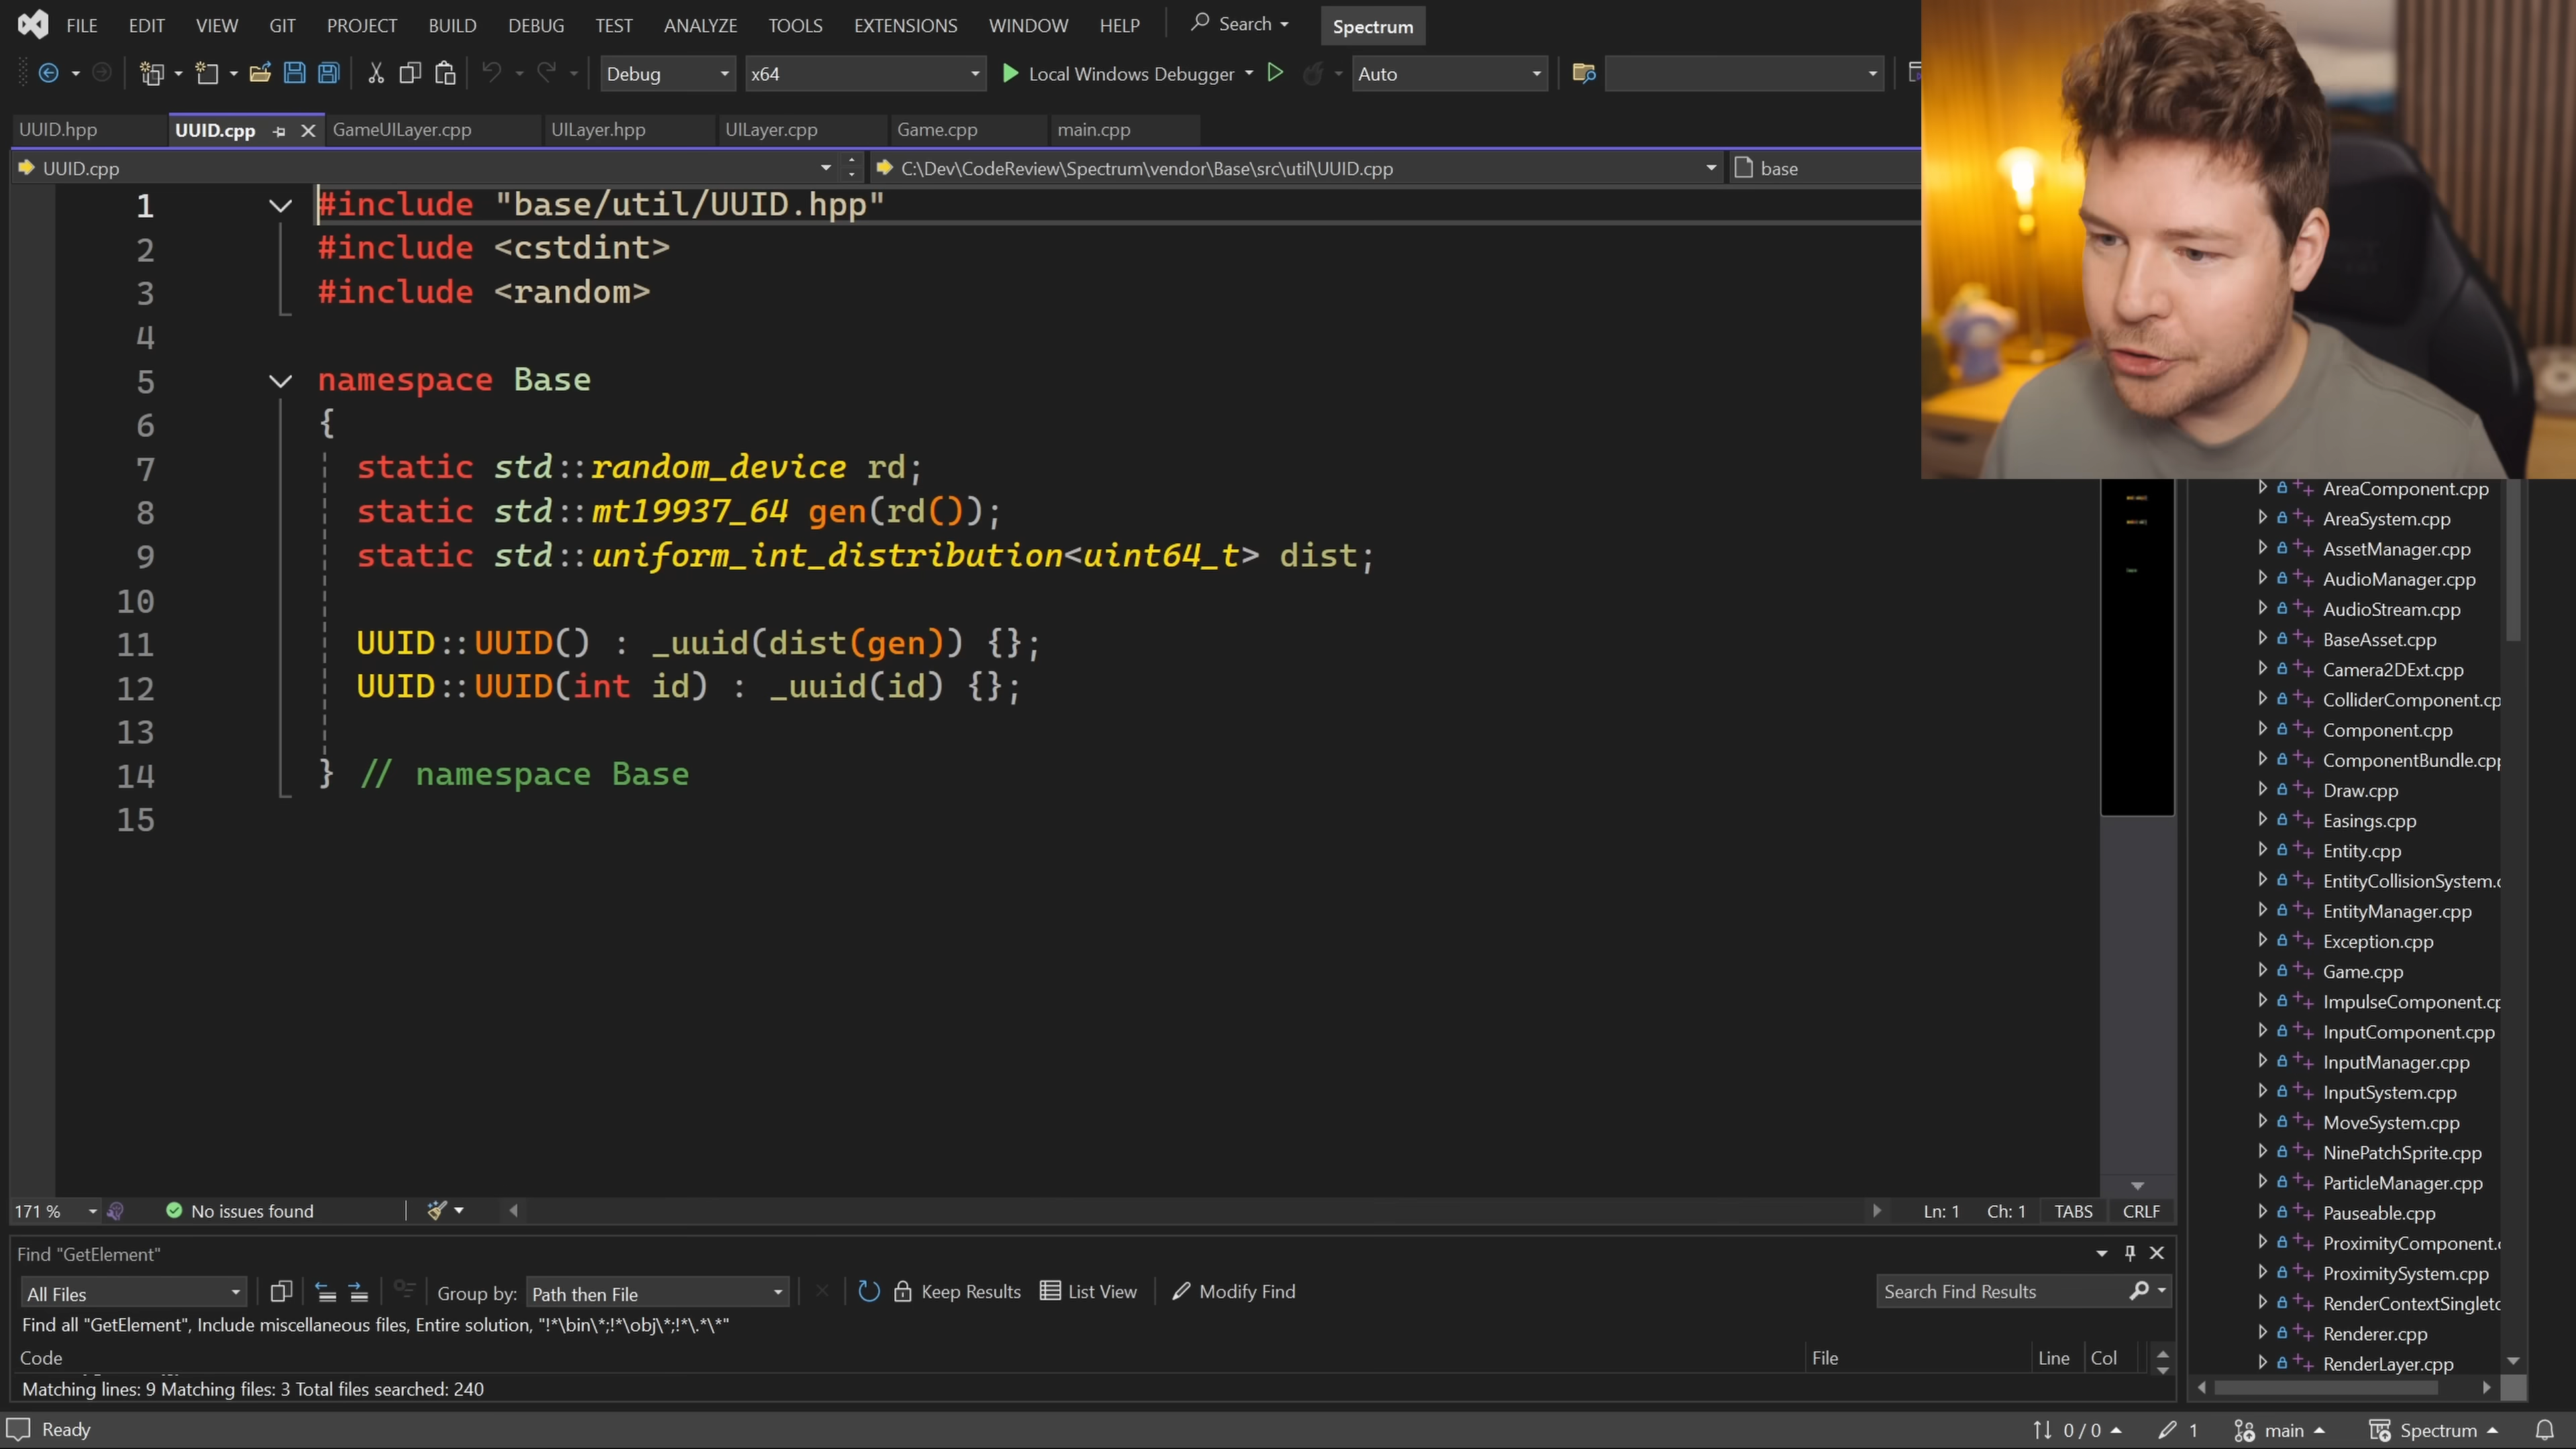 FILE EDIT VIEW GIT PROJECT BUILD DEBUG TEST ANALYZE TOOLS EXTENSIONS WINDOW HELP Search Spectrum
Debug x64 Local Windows Debugger Auto
UUID.hpp UUID.cpp GameUILayer.cpp UILayer.hpp UILayer.cpp Game.cpp main.cpp
UUID.cpp C:\Dev\CodeReview\Spectrum\vendor\Base\src\util\UUID.cpp base
1 #include "base/util/UUID.hpp"
2 #include <cstdint>
3 #include <random>
4
5 namespace Base
6 {
7 static std::random_device rd;
8 static std::mt19937_64 gen(rd());
9 static std::uniform_int_distribution<uint64_t> dist;
10
11 UUID::UUID() : _uuid(dist(gen)) {};
12 UUID::UUID(int id) : _uuid(id) {};
13
14 } // namespace Base
15
AreaComponent.cpp
AreaSystem.cpp
AssetManager.cpp
AudioManager.cpp
AudioStream.cpp
BaseAsset.cpp
Camera2DExt.cpp
ColliderComponent.cp
Component.cpp
ComponentBundle.cpp
Draw.cpp
Easings.cpp
Entity.cpp
EntityCollisionSystem.c
EntityManager.cpp
Exception.cpp
Game.cpp
ImpulseComponent.cp
InputComponent.cpp
InputManager.cpp
InputSystem.cpp
MoveSystem.cpp
NinePatchSprite.cpp
ParticleManager.cpp
Pauseable.cpp
ProximityComponent.c
ProximitySystem.cpp
RenderContextSingleto
Renderer.cpp
RenderLayer.cpp
171 % No issues found Ln: 1 Ch: 1 TABS CRLF
Find "GetElement"
All Files Group by: Path then File Keep Results List View Modify Find Search Find Results
Find all "GetElement", Include miscellaneous files, Entire solution, "!*\bin\*;!*\obj\*;!*\.*\*"
Code File Line Col
Matching lines: 9 Matching files: 3 Total files searched: 240
Ready 0 / 0 1 main Spectrum